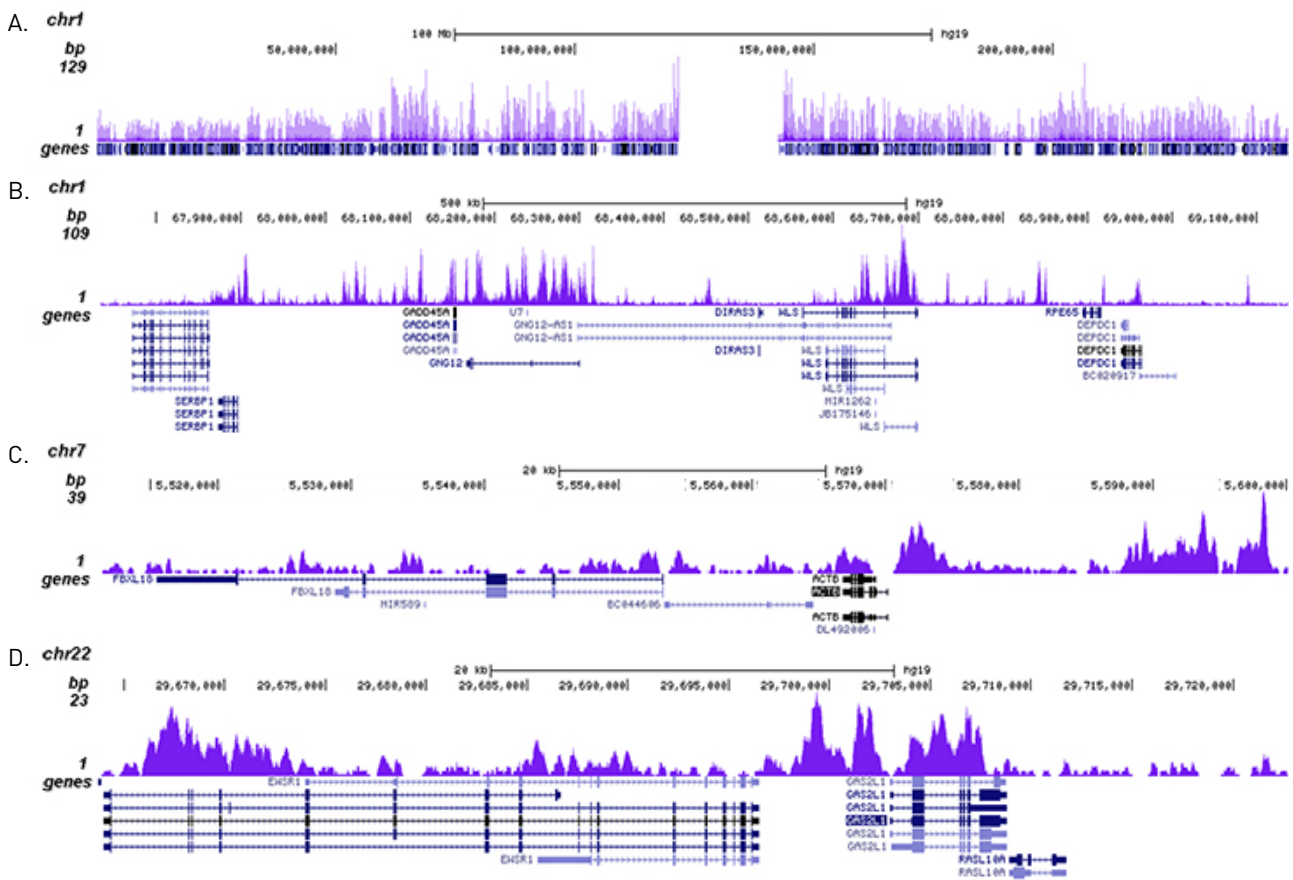 A. chr1
100 Mb hg19
bp 50,000,000 100,000,000 150,000,000 200,000,000
129
1
genes
B. chr1
500 kb hg19
bp 67,900,000 68,000,000 68,100,000 68,200,000 68,300,000 68,400,000 68,500,000 68,600,000 68,700,000 68,800,000 68,900,000 69,000,000 69,100,000
109
1
genes GADD45A U7 DIRAS3 WLS RPE65
GADD45A GNG12-AS1 DEPDC1
GADD45A GNG12-AS1 DEPDC1
GADD45A DIRAS3 WLS DEPDC1
GNG12 WLS DEPDC1
WLS BC020917
WLS
SERBP1 MIR1262
SERBP1 JB175146
SERBP1 WLS
C. chr7
20 kb hg19
bp 5,520,000 5,530,000 5,540,000 5,550,000 5,560,000 5,570,000 5,580,000 5,590,000 5,600,000
39
1
genes FBXL18 ACTB
FBXL18 ACTB
MIR589 BC044606
ACTB
DL492006
D. chr22
20 kb hg19
bp 29,670,000 29,675,000 29,680,000 29,685,000 29,690,000 29,695,000 29,700,000 29,705,000 29,710,000 29,715,000 29,720,000
23
1
genes EWSR1 GAS2L1
GAS2L1
GAS2L1
GAS2L1
GAS2L1
GAS2L1
EWSR1 RASL10A
RASL10A